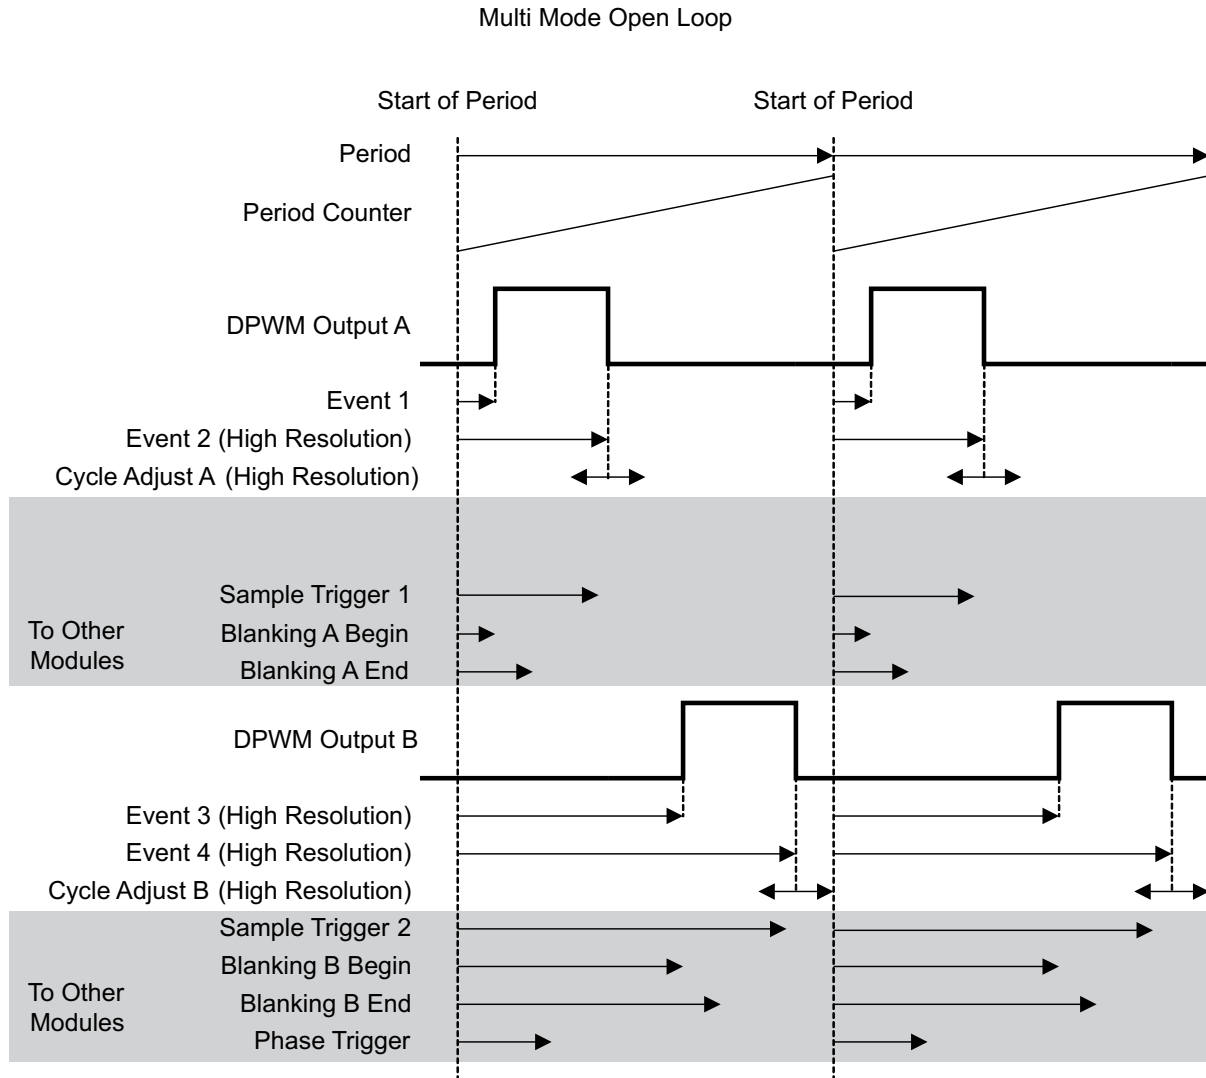 Multi Mode Open Loop
Start of Period
Start of Period
Period
Period Counter
DPWM Output A
Event 1
Event 2 (High Resolution)
Cycle Adjust A (High Resolution)
To Other
Modules
Sample Trigger 1
Blanking A Begin
Blanking A End
DPWM Output B
Event 3 (High Resolution)
Event 4 (High Resolution)
Cycle Adjust B (High Resolution)
To Other
Modules
Sample Trigger 2
Blanking B Begin
Blanking B End
Phase Trigger